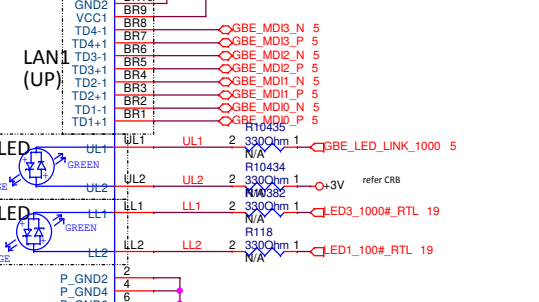 GND2
VCC1 BR9
TD4-1 BR8 GBE_MDI3_N 5
TD4+1 BR7 GBE_MDI3_P 5
TD3-1 BR6 GBE_MDI2_N 5
TD3+1 BR5 GBE_MDI2_P 5
TD2-1 BR4 GBE_MDI1_N 5
TD2+1 BR3 GBE_MDI1_P 5
TD1-1 BR2 GBE_MDI0_N 5
TD1+1 BR1 GBE_MDI0_P 5
LAN1
(UP)
R10435
LED UL1 UL1 UL1 2 330Ohm 1 GBE_LED_LINK_1000 5
N/A
GREEN
R10434
UL2 UL2 UL2 2 330Ohm 1 +3V refer CRB
LED LL1 LL1 LL1 2 330Ohm 1 LED3_1000#_RTL 19
N/A
GREEN
R118
LL2 LL2 LL2 2 330Ohm 1 LED1_100#_RTL 19
N/A
P_GND2 2
P_GND4 4
6